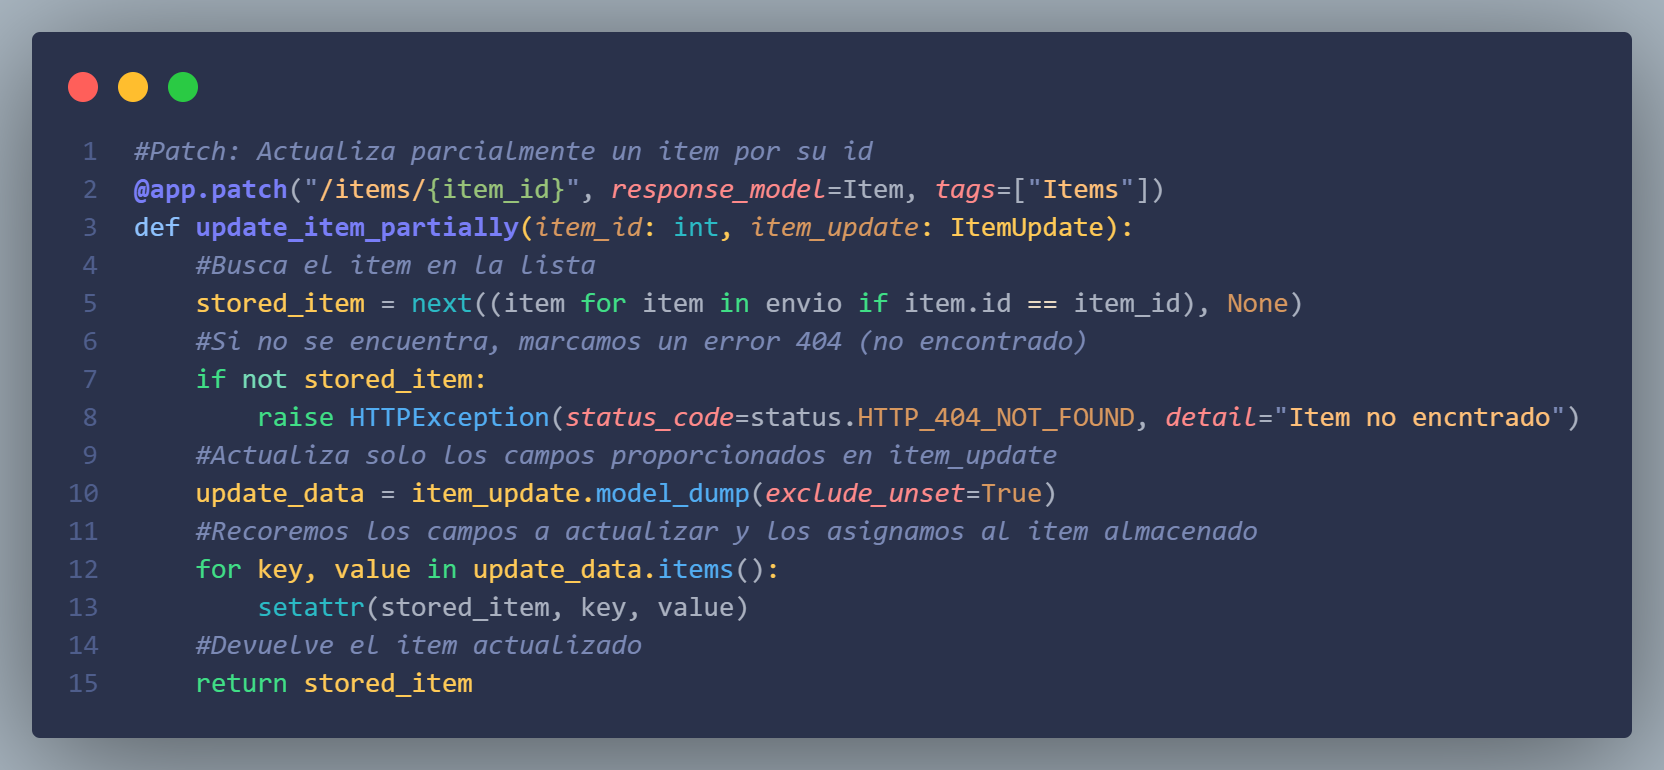 1 #Patch: Actualiza parcialmente un item por su id
2 @app.patch("/items/{item_id}", response_model=Item, tags=["Items"])
3 def update_item_partially(item_id: int, item_update: ItemUpdate):
4     #Busca el item en la lista
5     stored_item = next((item for item in envio if item.id == item_id), None)
6     #Si no se encuentra, marcamos un error 404 (no encontrado)
7     if not stored_item:
8         raise HTTPException(status_code=status.HTTP_404_NOT_FOUND, detail="Item no encntrado")
9     #Actualiza solo los campos proporcionados en item_update
10     update_data = item_update.model_dump(exclude_unset=True)
11     #Recoremos los campos a actualizar y los asignamos al item almacenado
12     for key, value in update_data.items():
13         setattr(stored_item, key, value)
14     #Devuelve el item actualizado
15     return stored_item